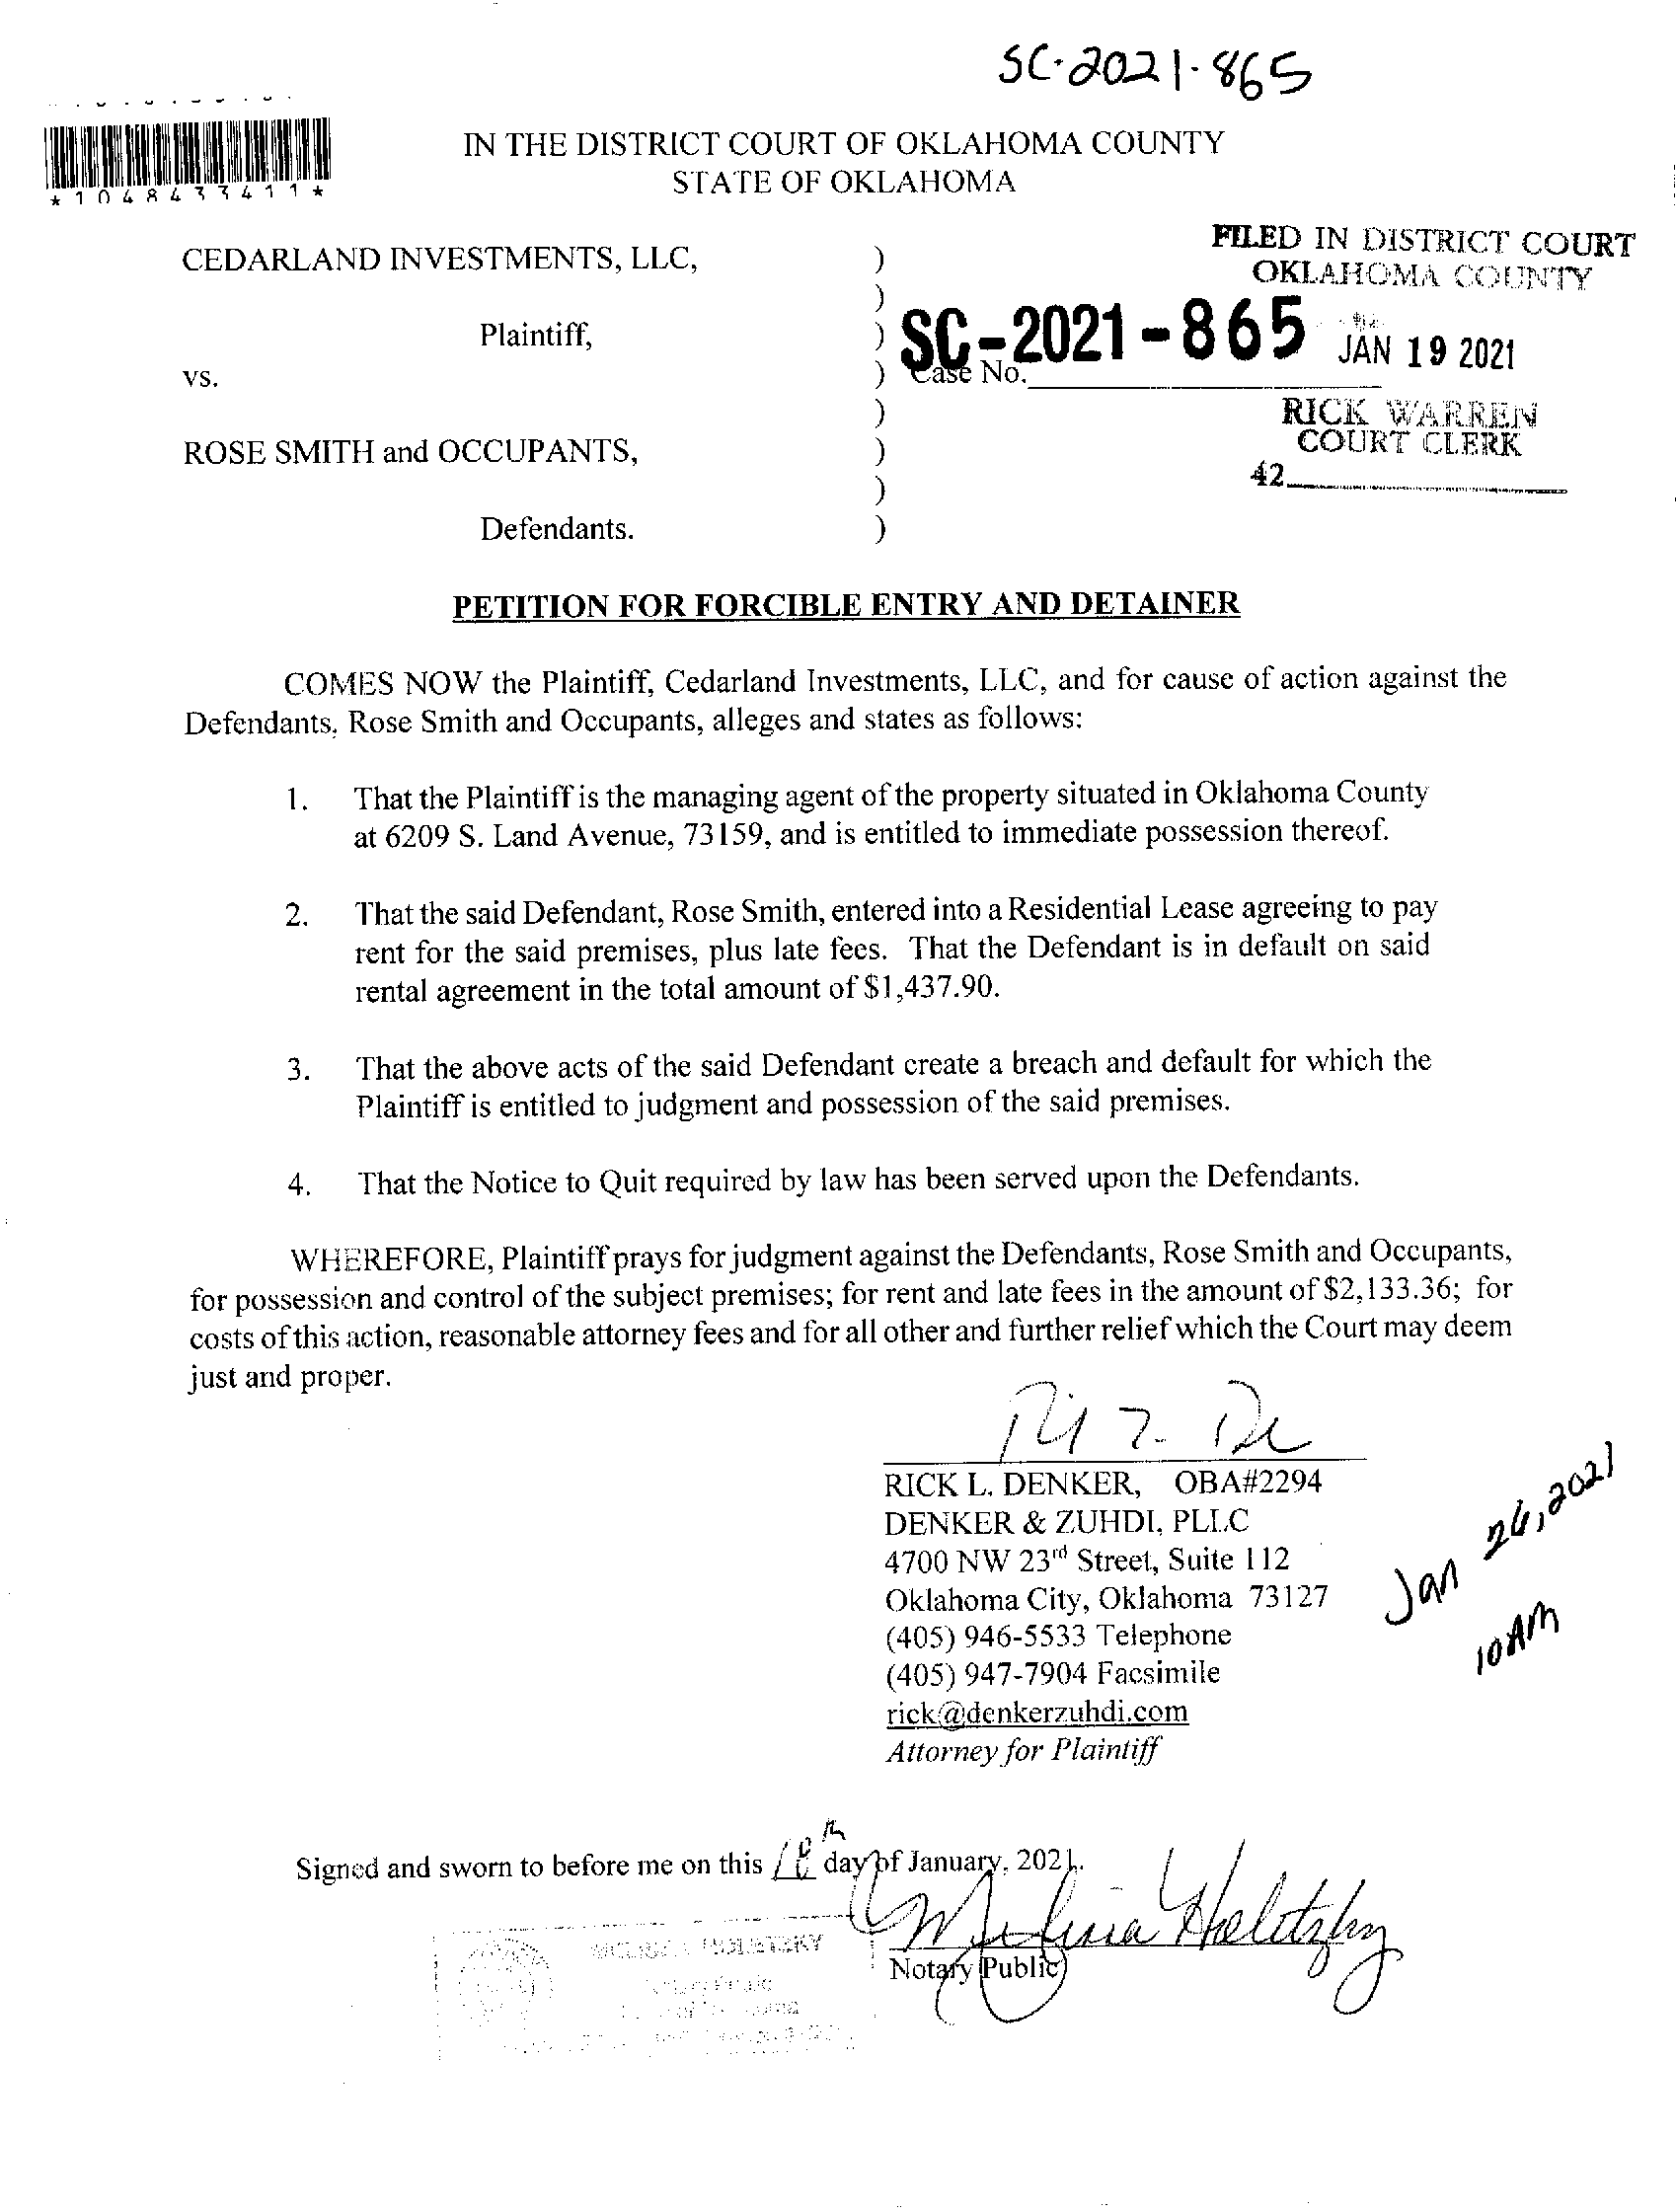 SC-2021-865
*1048433411*
IN THE DISTRICT COURT OF OKLAHOMA COUNTY
STATE OF OKLAHOMA
FILED IN DISTRICT COURT
OKLAHOMA COUNTY
CEDARLAND INVESTMENTS, LLC, )
)
Plaintiff, ) SC-2021-865 JAN 19 2021
vs. ) Case No.
) RICK WARREN
ROSE SMITH and OCCUPANTS, ) COURT CLERK
) 42
Defendants. )
PETITION FOR FORCIBLE ENTRY AND DETAINER
COMES NOW the Plaintiff, Cedarland Investments, LLC, and for cause of action against the
Defendants, Rose Smith and Occupants, alleges and states as follows:
1. That the Plaintiff is the managing agent of the property situated in Oklahoma County
at 6209 S. Land Avenue, 73159, and is entitled to immediate possession thereof.
2. That the said Defendant, Rose Smith, entered into a Residential Lease agreeing to pay
rent for the said premises, plus late fees. That the Defendant is in default on said
rental agreement in the total amount of $1,437.90.
3. That the above acts of the said Defendant create a breach and default for which the
Plaintiff is entitled to judgment and possession of the said premises.
4. That the Notice to Quit required by law has been served upon the Defendants.
WHEREFORE, Plaintiff prays for judgment against the Defendants, Rose Smith and Occupants,
for possession and control of the subject premises; for rent and late fees in the amount of $2,133.36; for
costs of this action, reasonable attorney fees and for all other and further relief which the Court may deem
just and proper.
RICK L. DENKER, OBA#2294
DENKER & ZUHDI, PLLC
4700 NW 23rd Street, Suite 112
Oklahoma City, Oklahoma 73127
(405) 946-5533 Telephone
(405) 947-7904 Facsimile
rick@denkerzuhdi.com
Attorney for Plaintiff
Jan 26, 2021
10 AM
Signed and sworn to before me on this 18th day of January, 2021.
Notary Public